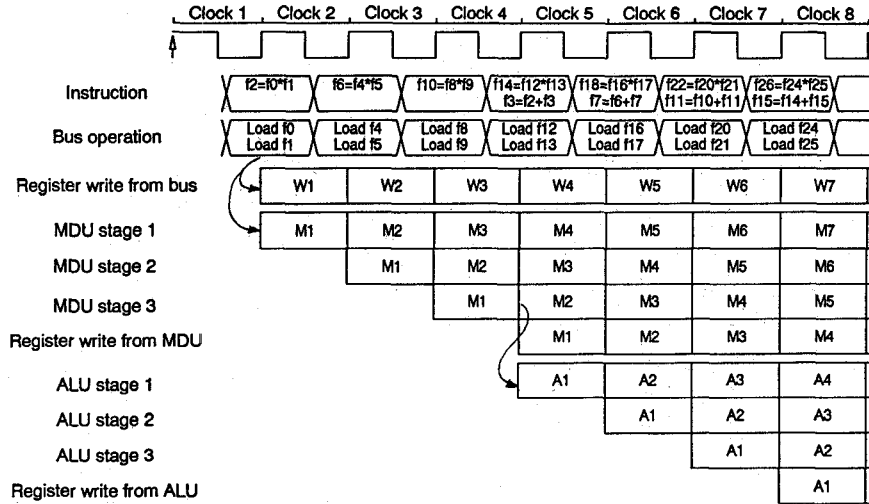 Clock 1 Clock 2 Clock 3 Clock 4 Clock 5 Clock 6 Clock 7 Clock 8
Instruction
f2=f0*f1 f6=f4*f5 f10=f8*f9 f14=f12*f13 f18=f16*f17 f22=f20*f21 f26=f24*f25
f3=f2+f3 f7=f6+f7 f11=f10+f11 f15=f14+f15
Bus operation
Load f0 Load f4 Load f8 Load f12 Load f16 Load f20 Load f24
Load f1 Load f5 Load f9 Load f13 Load f17 Load f21 Load f25
Register write from bus W1 W2 W3 W4 W5 W6 W7
MDU stage 1 M1 M2 M3 M4 M5 M6 M7
MDU stage 2 M1 M2 M3 M4 M5 M6
MDU stage 3 M1 M2 M3 M4 M5
Register write from MDU M1 M2 M3 M4
ALU stage 1 A1 A2 A3 A4
ALU stage 2 A1 A2 A3
ALU stage 3 A1 A2
Register write from ALU A1